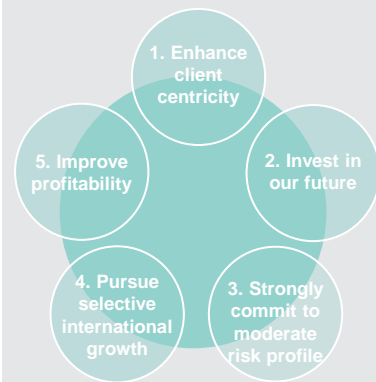 1. Enhance
client
centricity
2. Invest in
our future
3. Strongly
commit to
moderate
risk profile
4. Pursue
selective
international
growth
5. Improve
profitability